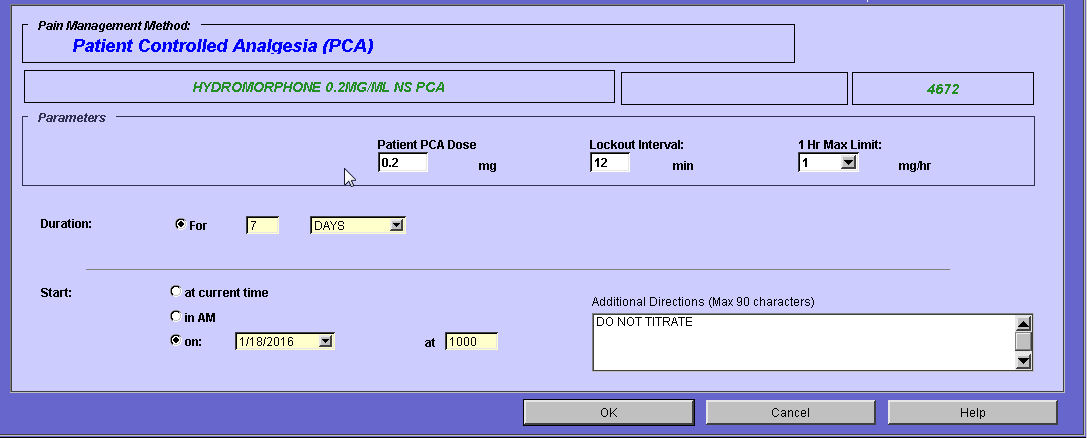 Pain Management Method:
Patient Controlled Analgesia (PCA)
HYDROMORPHONE 0.2MG/ML NS PCA
4672
Parameters
Patient PCA Dose Lockout Interval: 1 Hr Max Limit:
0.2 mg 12 min 1 mg/hr
Duration: For 7 DAYS
Start: at current time
in AM
on: 1/18/2016 at 1000
Additional Directions (Max 90 characters)
DO NOT TITRATE
OK Cancel Help